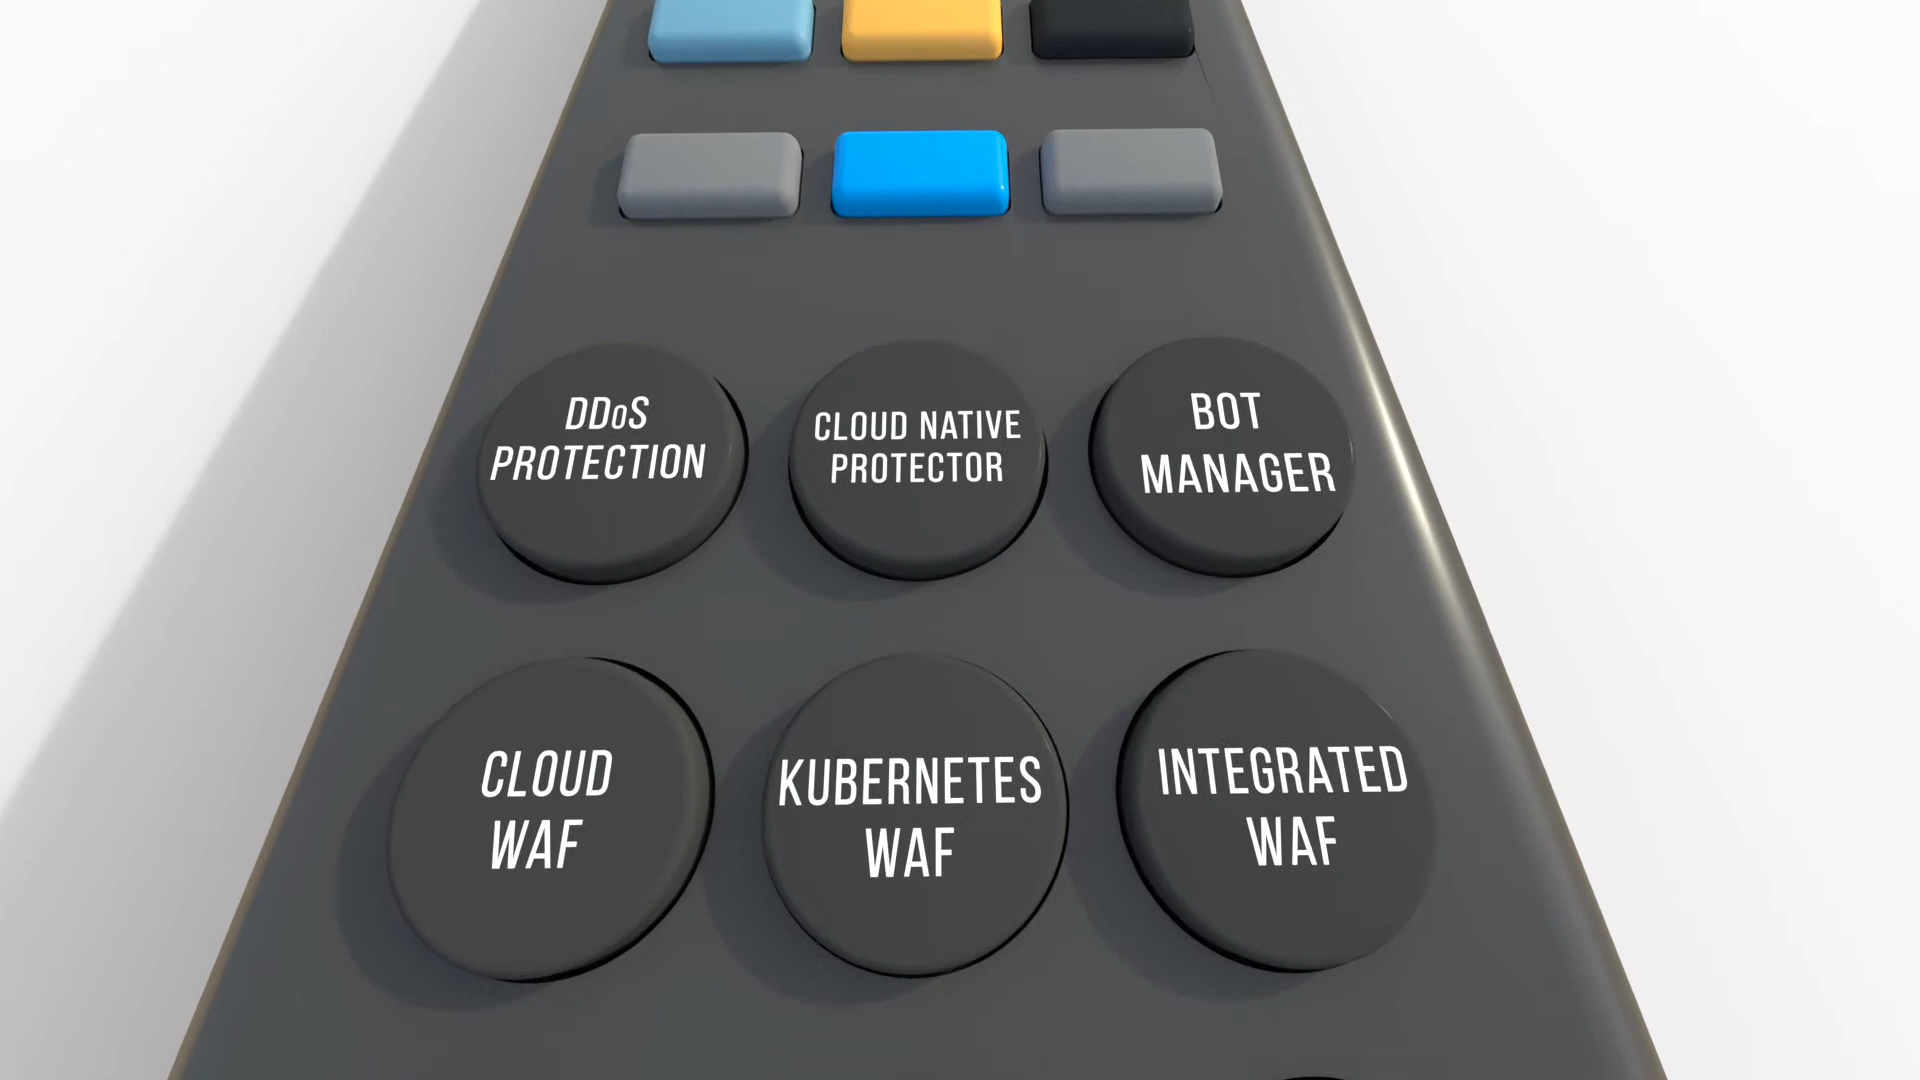 DDoS
PROTECTION
CLOUD NATIVE
PROTECTOR
BOT
MANAGER
CLOUD
WAF
KUBERNETES
WAF
INTEGRATED
WAF